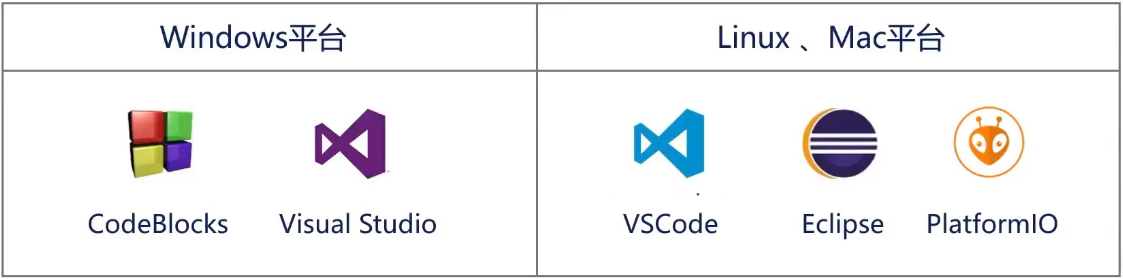 Windows平台
Linux 、Mac平台
CodeBlocks
Visual Studio
VSCode
Eclipse
PlatformIO